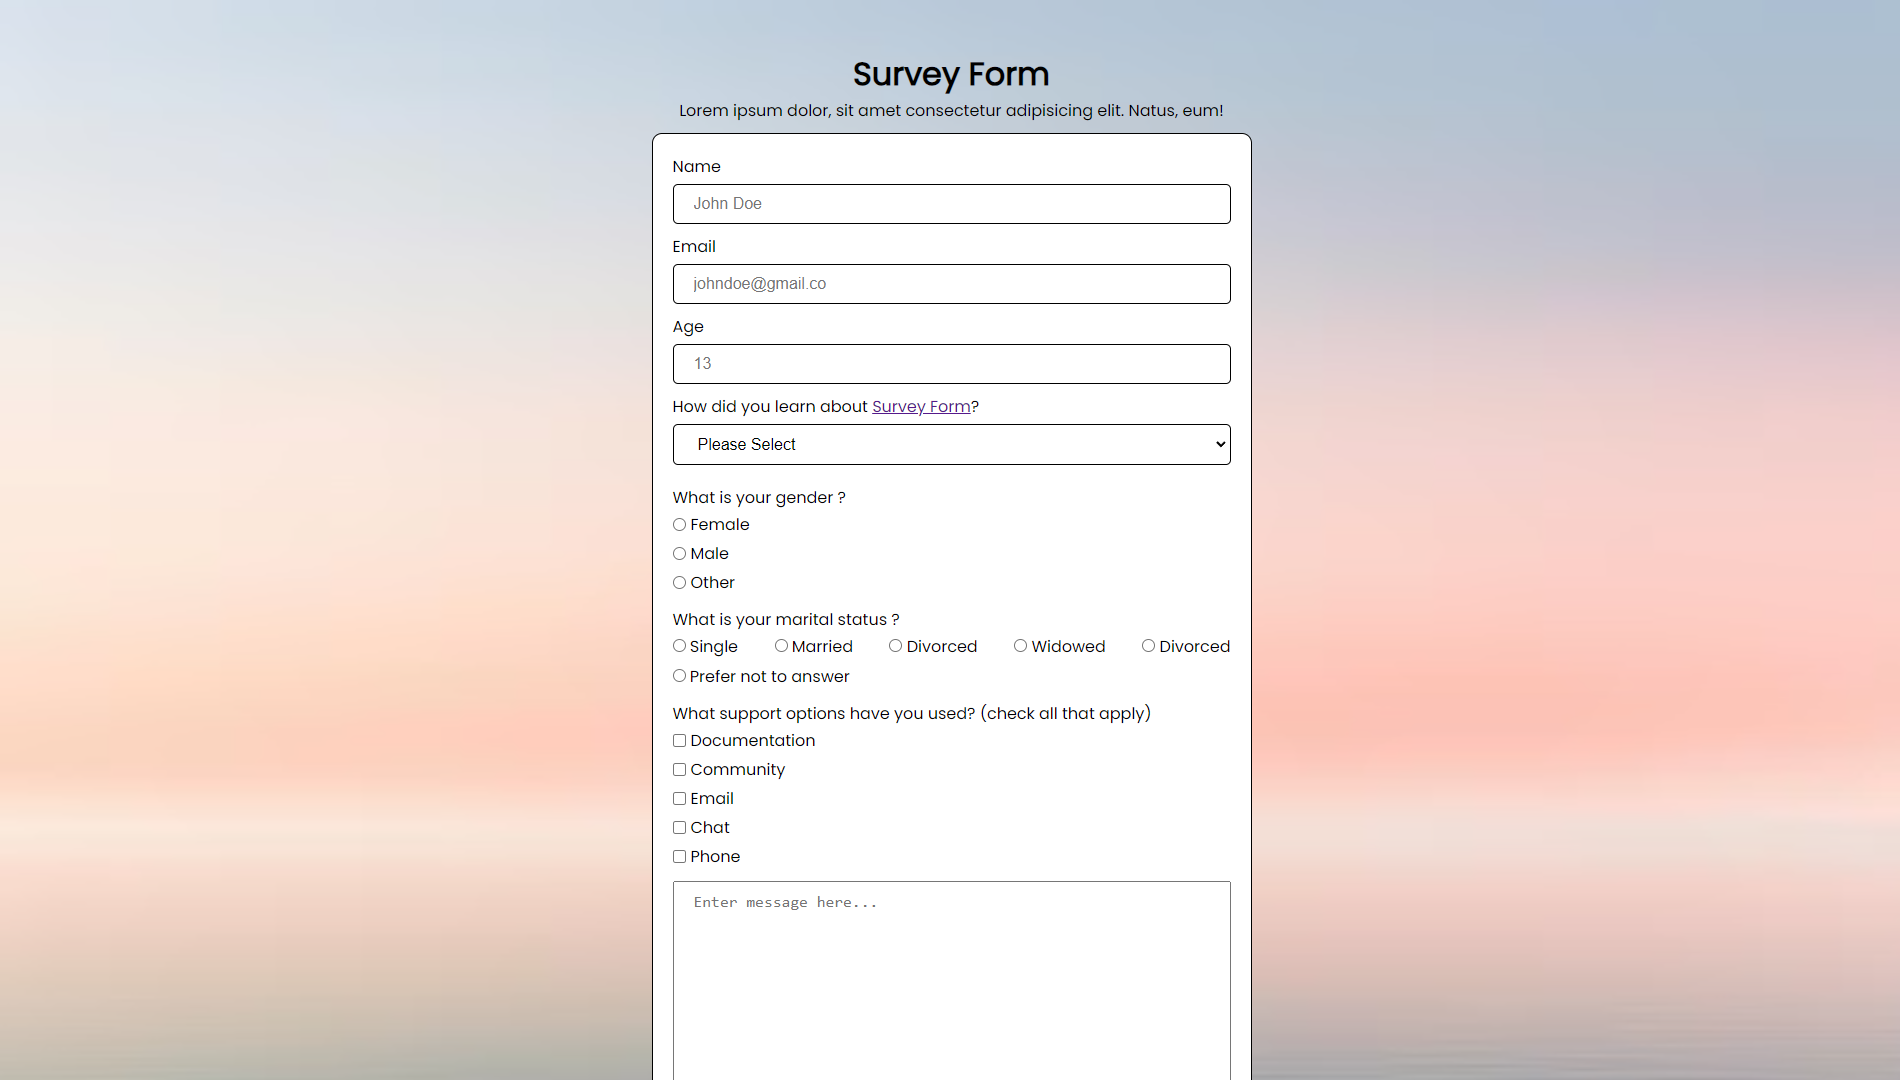 Survey Form
Lorem ipsum dolor, sit amet consectetur adipisicing elit. Natus, eum!
Name
John Doe
Email
johndoe@gmail.co
Age
13
How did you learn about Survey Form?
Please Select
What is your gender ?
Female
Male
Other
What is your marital status ?
Single Married Divorced Widowed Divorced
Prefer not to answer
What support options have you used? (check all that apply)
Documentation
Community
Email
Chat
Phone
Enter message here...